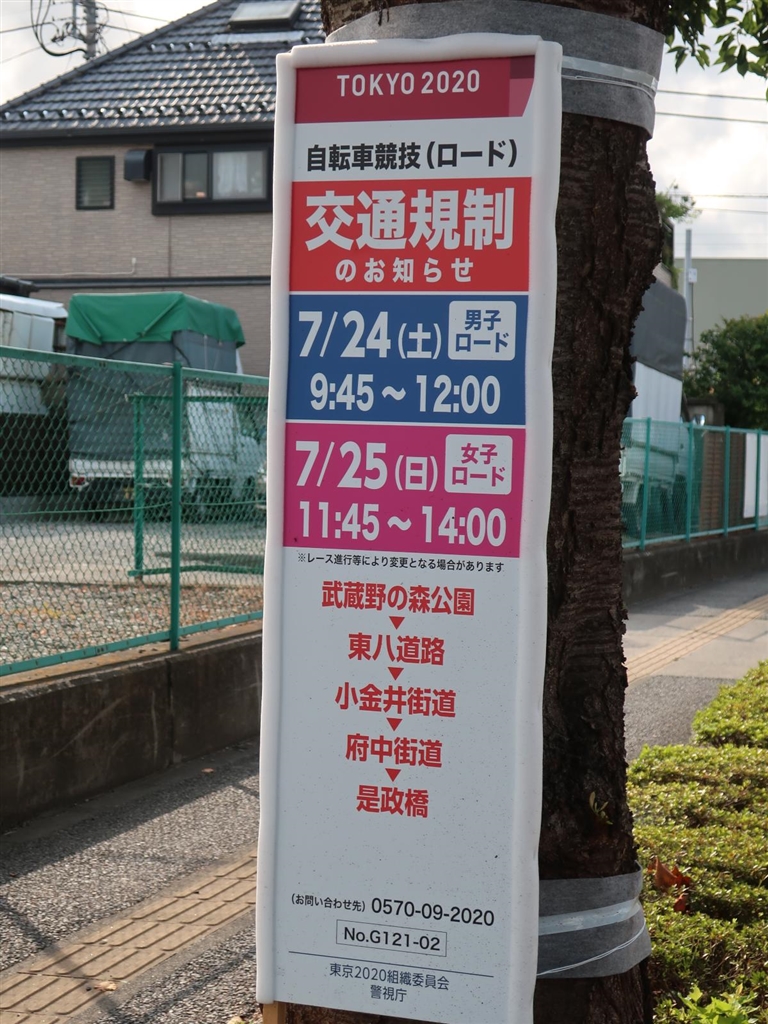 TOKYO 2020
自転車競技(ロード)
交通規制
のお知らせ
7/24(土) 男子ロード
9:45～12:00
7/25(日) 女子ロード
11:45～14:00
※レース進行等により変更となる場合があります
武蔵野の森公園
▼
東八道路
▼
小金井街道
▼
府中街道
▼
是政橋
(お問い合わせ先) 0570-09-2020
No.G121-02
東京2020組織委員会
警視庁